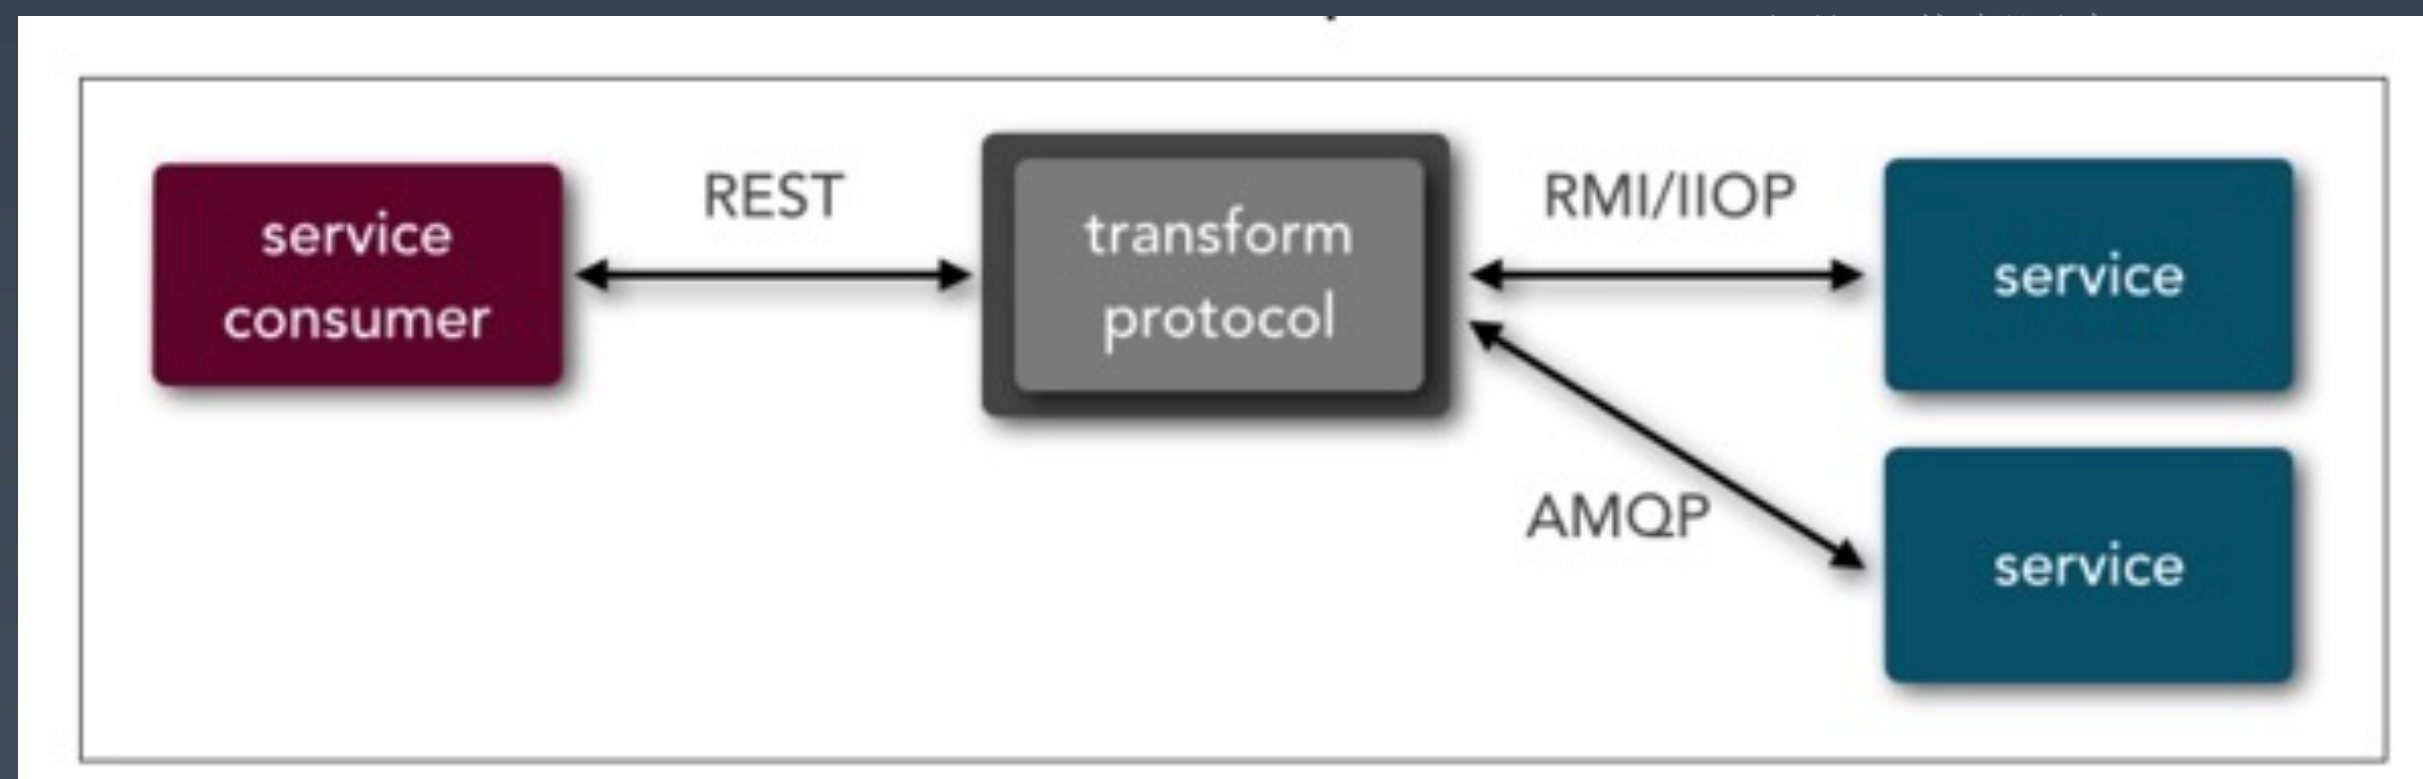 REST
RMI/IIOP
service
consumer
transform
protocol
service
AMQP
service